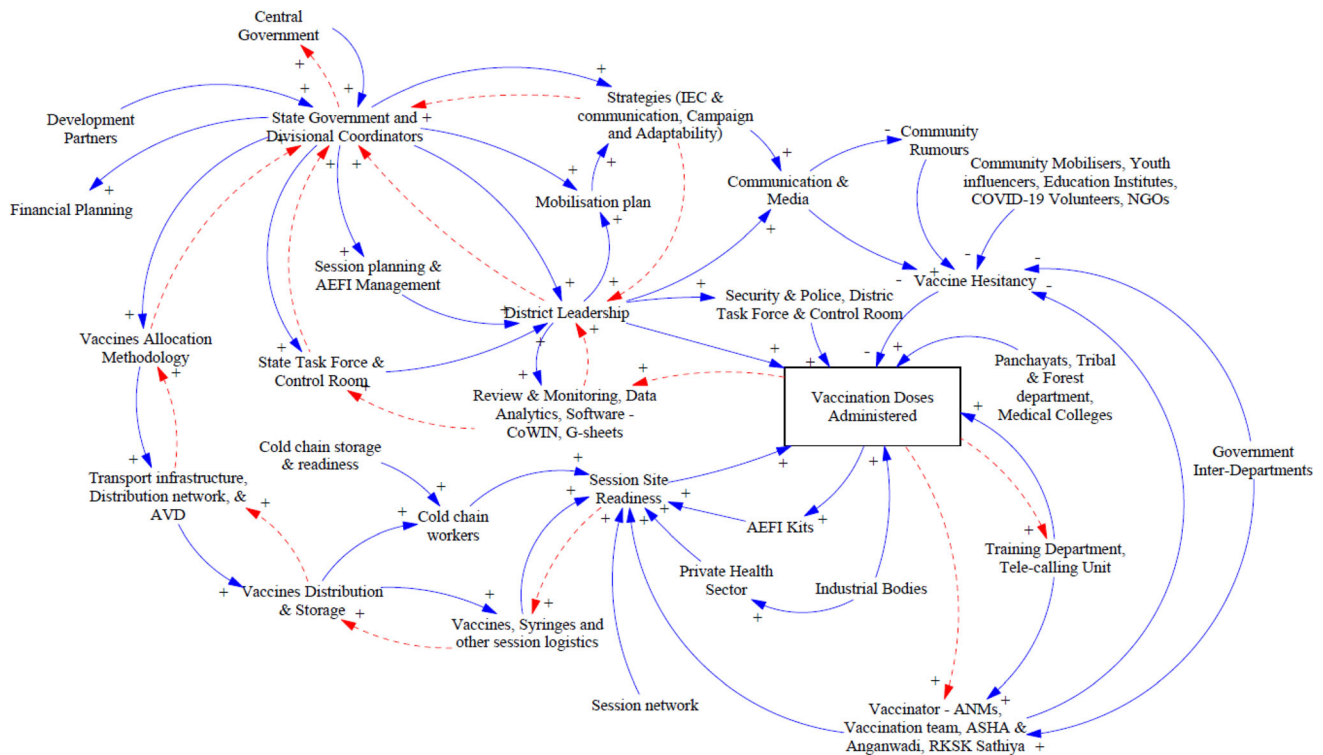 Central
Government
Development
Partners
State Government and
Divisional Coordinators
Strategies (IEC &
communication, Campaign
and Adaptability)
Community
Rumours
Community Mobilisers, Youth
influencers, Education Institutes,
COVID-19 Volunteers, NGOs
Financial Planning
Mobilisation plan
Communication &
Media
Session planning &
AEFI Management
Vaccine Hesitancy
District Leadership
Security & Police, Distric
Task Force & Control Room
Vaccines Allocation
Methodology
State Task Force &
Control Room
Review & Monitoring, Data
Analytics, Software -
CoWIN, G-sheets
Vaccination Doses
Administered
Panchayats, Tribal
& Forest
department,
Medical Colleges
Government
Inter-Departments
Cold chain storage
& readiness
Transport infrastructure,
Distribution network, &
AVD
Session Site
Readiness
Cold chain
workers
AEFI Kits
Training Department,
Tele-calling Unit
Private Health
Sector
Industrial Bodies
Vaccines Distribution
& Storage
Vaccines, Syringes and
other session logistics
Session network
Vaccinator - ANMs,
Vaccination team, ASHA &
Anganwadi, RKSK Sathiya